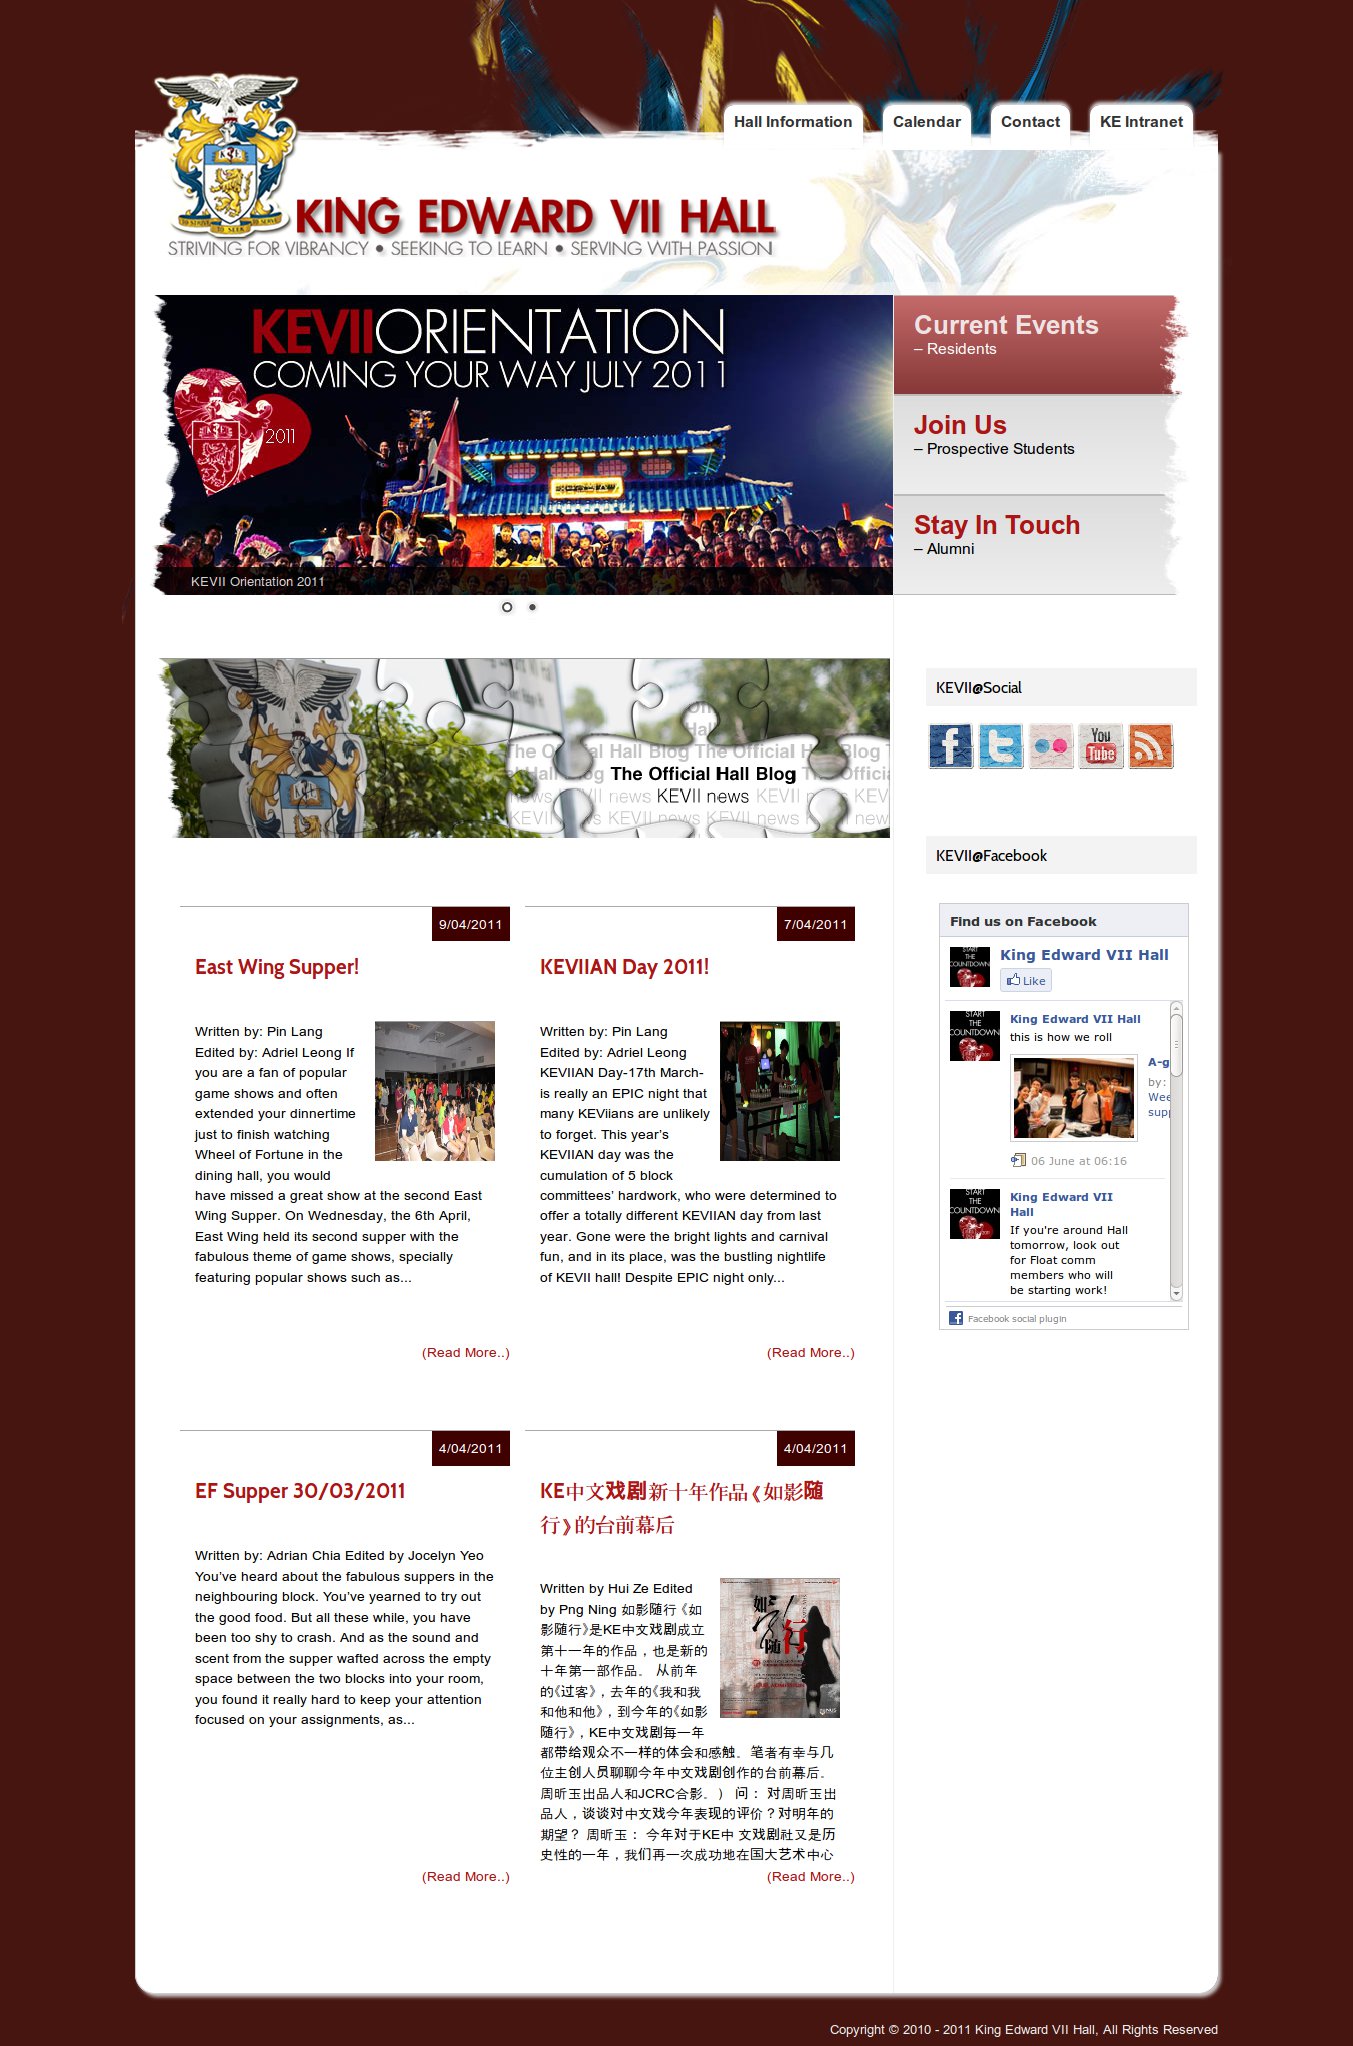 Hall Information
Calendar
Contact
KE Intranet
TO STRIVE TO SEEK TO SERVE
KING EDWARD VII HALL
STRIVING FOR VIBRANCY • SEEKING TO LEARN • SERVING WITH PASSION
KEVIIORIENTATION
COMING YOUR WAY JULY 2011
2011
KEVII Orientation 2011
Current Events
– Residents
Join Us
– Prospective Students
Stay In Touch
– Alumni
The Official Hall Blog
KEVII news
KEVII@Social
You
Tube
KEVII@Facebook
Find us on Facebook
King Edward VII Hall
Like
START
THE
COUNTDOWN
King Edward VII Hall
this is how we roll
A-g
by:
Wee
supp
06 June at 06:16
START
THE
COUNTDOWN
King Edward VII
Hall
If you're around Hall
tomorrow, look out
for Float comm
members who will
be starting work!
Facebook social plugin
9/04/2011
East Wing Supper!
Written by: Pin Lang
Edited by: Adriel Leong If
you are a fan of popular
game shows and often
extended your dinnertime
just to finish watching
Wheel of Fortune in the
dining hall, you would
have missed a great show at the second East
Wing Supper. On Wednesday, the 6th April,
East Wing held its second supper with the
fabulous theme of game shows, specially
featuring popular shows such as...
(Read More..)
7/04/2011
KEVIIAN Day 2011!
Written by: Pin Lang
Edited by: Adriel Leong
KEVIIAN Day-17th March-
is really an EPIC night that
many KEViians are unlikely
to forget. This year's
KEVIIAN day was the
cumulation of 5 block
committees' hardwork, who were determined to
offer a totally different KEVIIAN day from last
year. Gone were the bright lights and carnival
fun, and in its place, was the bustling nightlife
of KEVII hall! Despite EPIC night only...
(Read More..)
4/04/2011
EF Supper 30/03/2011
Written by: Adrian Chia Edited by Jocelyn Yeo
You've heard about the fabulous suppers in the
neighbouring block. You've yearned to try out
the good food. But all these while, you have
been too shy to crash. And as the sound and
scent from the supper wafted across the empty
space between the two blocks into your room,
you found it really hard to keep your attention
focused on your assignments, as...
(Read More..)
4/04/2011
KE中文戏剧新十年作品《如影随
行》的台前幕后
Written by Hui Ze Edited
by Png Ning 如影随行《如
影随行》是KE中文戏剧成立
第十一年的作品，也是新的
十年第一部作品。 从前年
的《过客》，去年的《我和我
和他和他》，到今年的《如影
随行》，KE中文戏剧每一年
都带给观众不一样的体会和感触。笔者有幸与几
位主创人员聊聊今年中文戏剧创作的台前幕后。
周昕玉出品人和JCRC合影。） 问： 对周昕玉出
品人，谈谈对中文戏今年表现的评价？对明年的
期望？ 周昕玉： 今年对于KE中 文戏剧社又是历
史性的一年，我们再一次成功地在国大艺术中心
如影随行
(Read More..)
Copyright © 2010 - 2011 King Edward VII Hall, All Rights Reserved